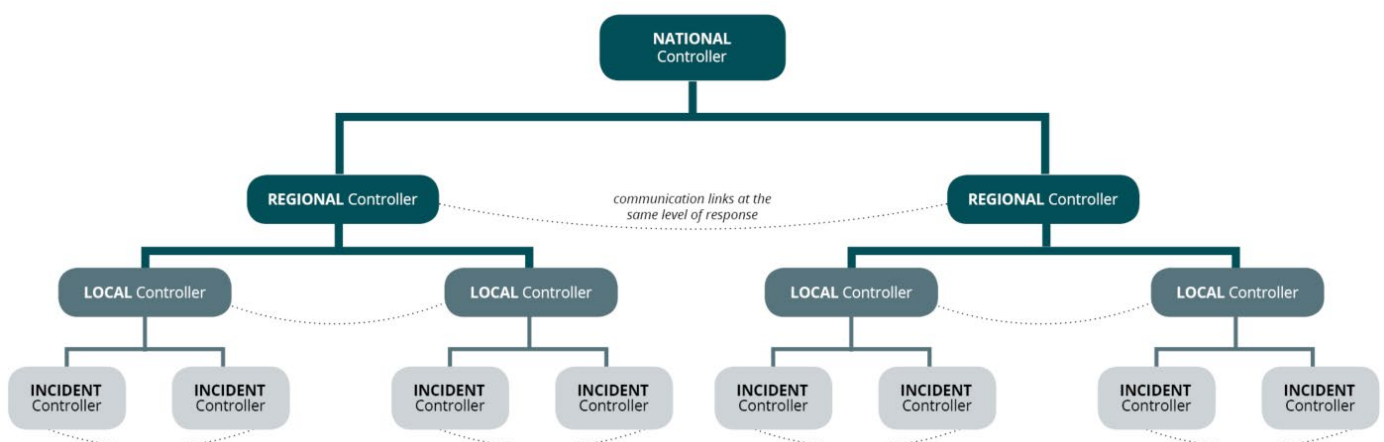 NATIONAL
Controller
REGIONAL Controller
communication links at the
same level of response
REGIONAL Controller
LOCAL Controller
LOCAL Controller
LOCAL Controller
LOCAL Controller
INCIDENT
Controller
INCIDENT
Controller
INCIDENT
Controller
INCIDENT
Controller
INCIDENT
Controller
INCIDENT
Controller
INCIDENT
Controller
INCIDENT
Controller